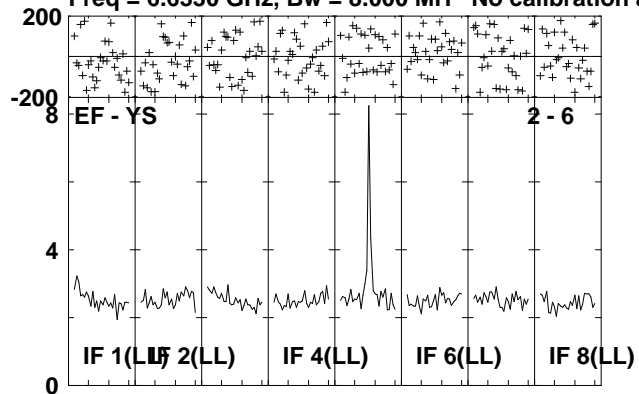 Freq = 6.6550 GHz, Bw = 8.000 MH No calibration a
200
-200
8
EF - YS 2 - 6
4
IF 1(LL) IF 2(LL) IF 4(LL) IF 6(LL) IF 8(LL)
0